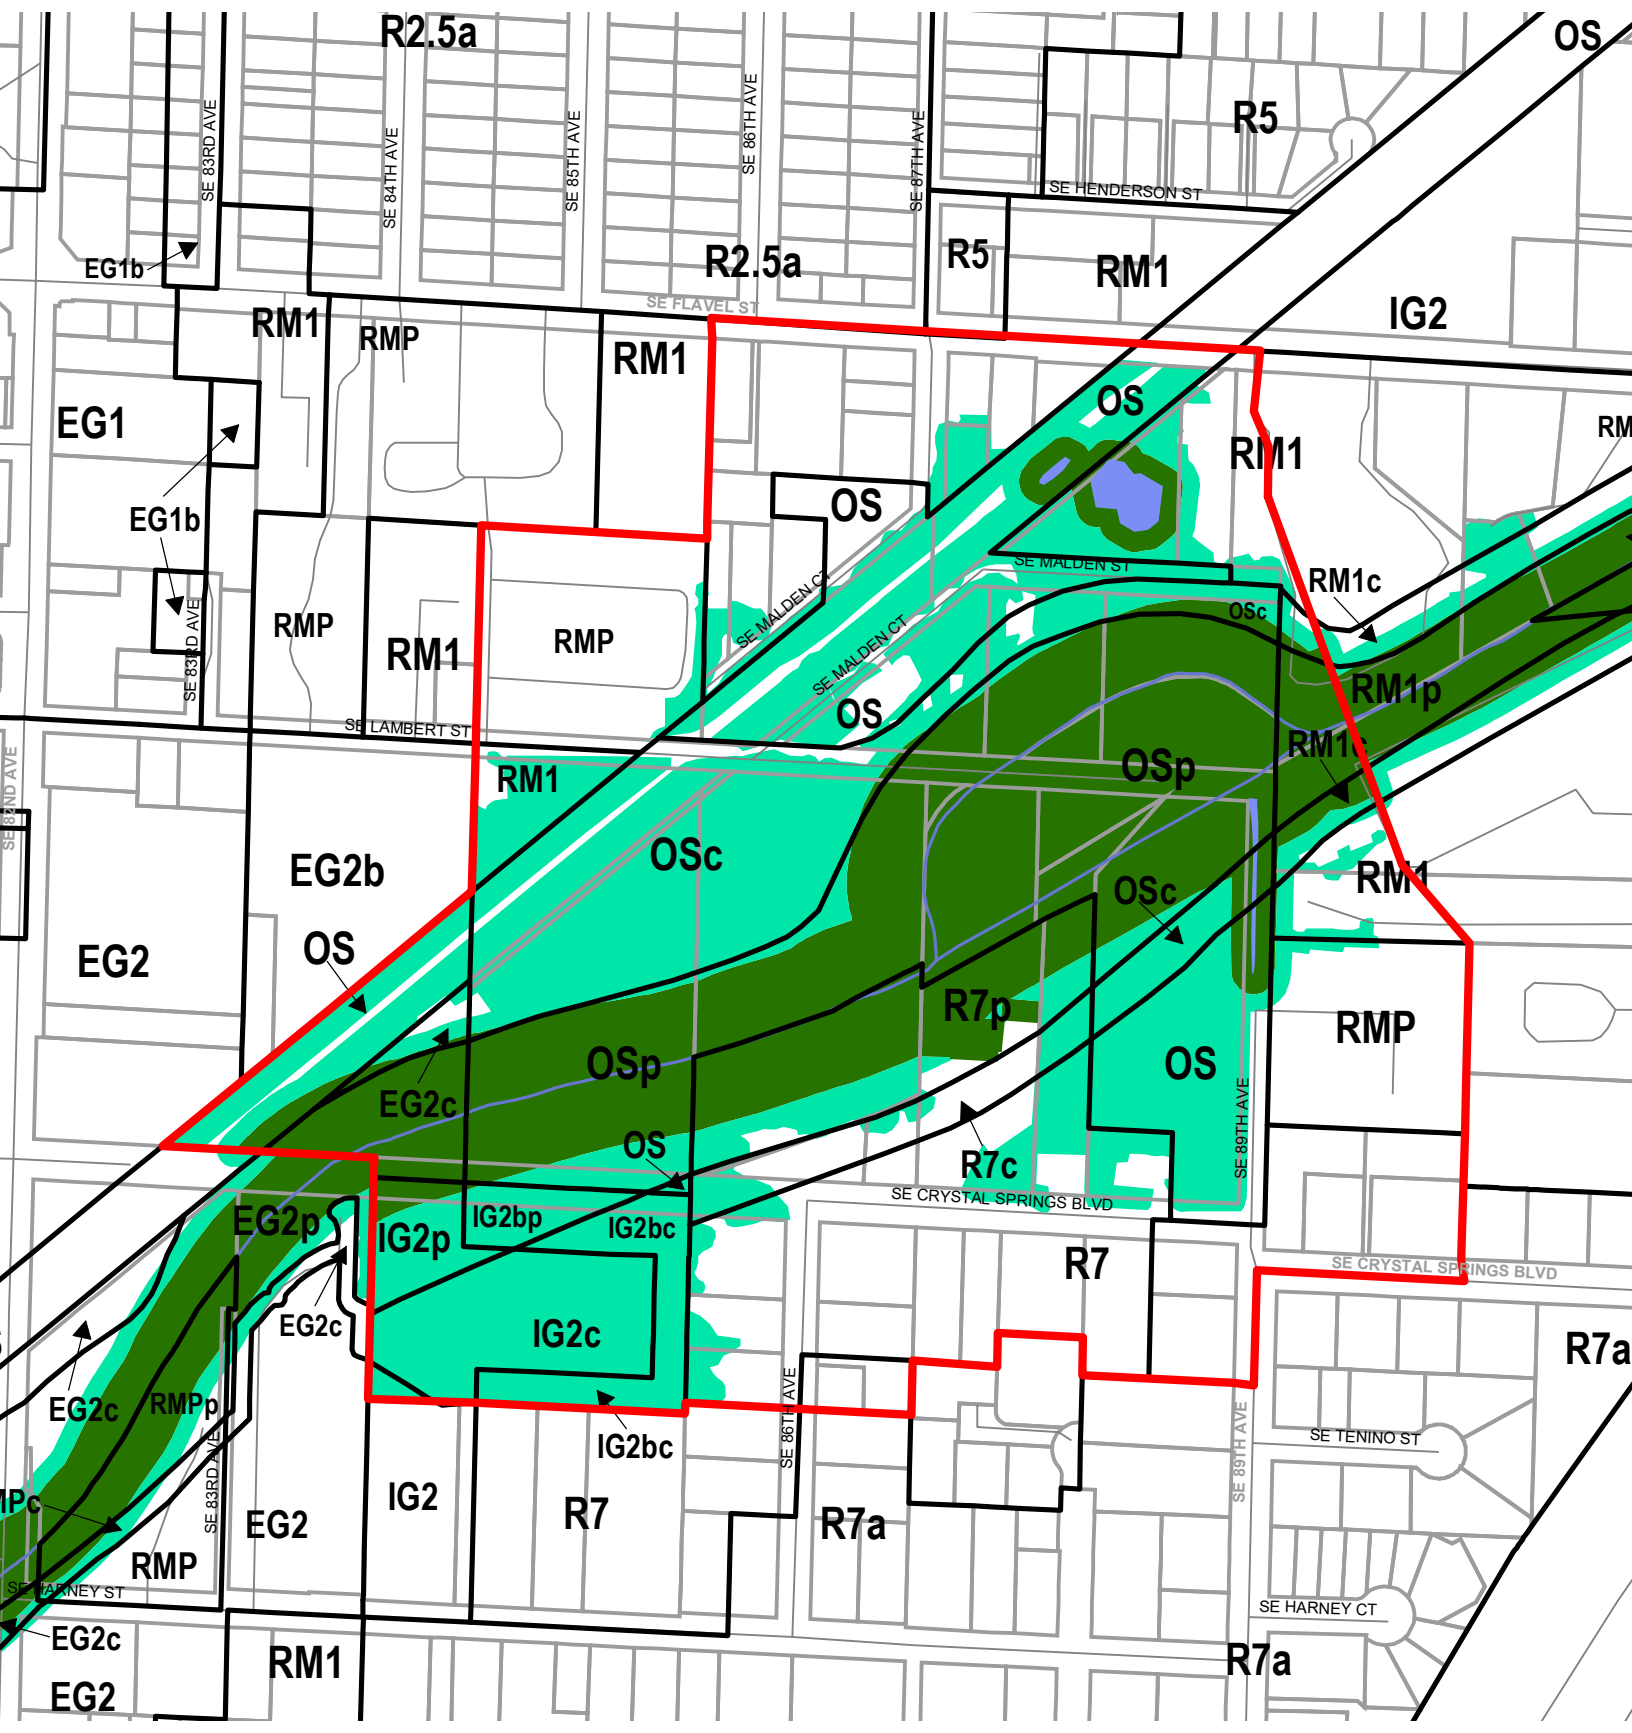 R2.5a
OS
R5
SE 83RD AVE
SE 84TH AVE
SE 85TH AVE
SE 86TH AVE
SE 87TH AVE
SE HENDERSON ST
EG1b
R2.5a
R5
RM1
SE FLAVEL ST
IG2
RM1
RMP
RM1
EG1
OS
RM1
RM
EG1b
OS
SE MALDEN ST
RM1c
RMP
RM1
RMP
SE 83RD AVE
SE MALDEN CT
SE MALDEN CT
OSc
RM1p
SE LAMBERT ST
OS
RM1c
SE 82ND AVE
RM1
OSp
EG2b
OSc
OSc
RM1
OS
EG2
R7p
RMP
OSp
OS
EG2c
SE 89TH AVE
OS
R7c
SE CRYSTAL SPRINGS BLVD
EG2p
IG2p
IG2bp
IG2bc
R7
SE CRYSTAL SPRINGS BLVD
EG2c
IG2c
R7a
EG2c
RMPp
SE 86TH AVE
IG2bc
SE 83RD AVE
SE 89TH AVE
SE TENINO ST
MPc
IG2
R7
R7a
EG2
RMP
SE HARNEY ST
SE HARNEY CT
EG2c
RM1
R7a
EG2